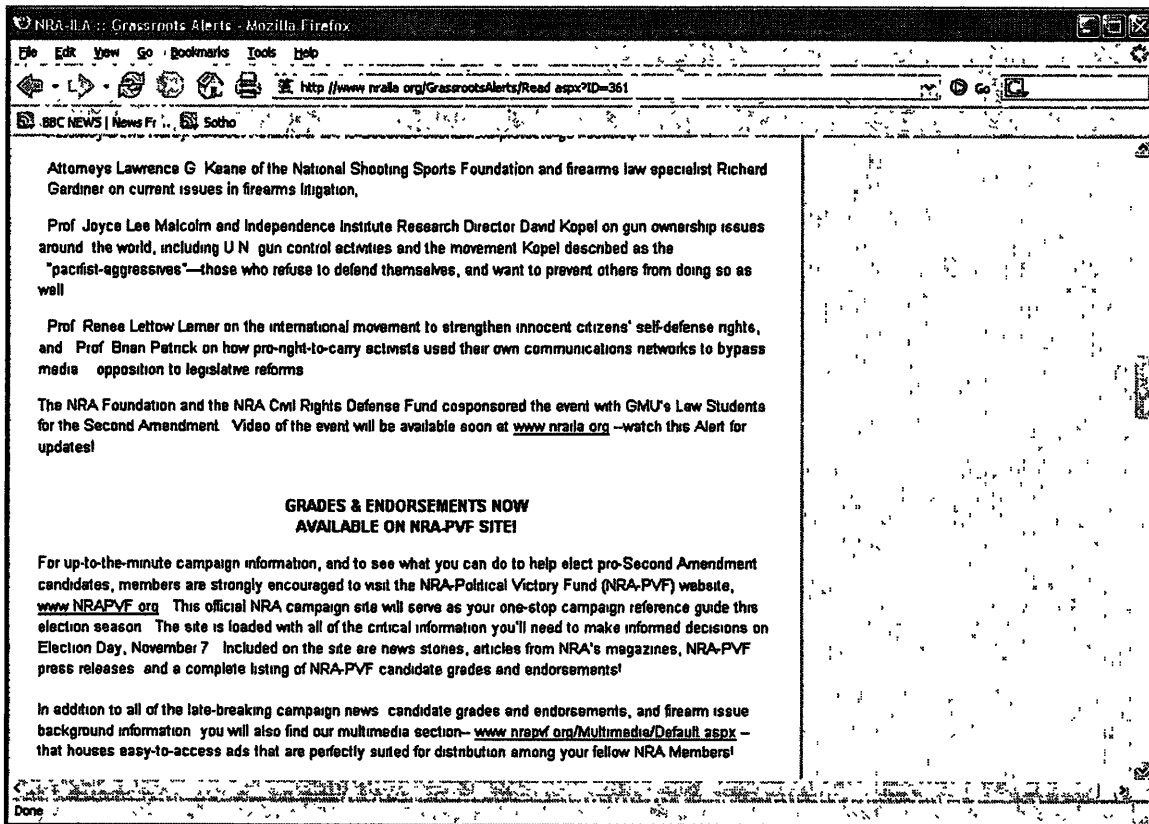 NRA-ILA :: Grassroots Alerts - Mozilla Firefox
File Edit View Go Bookmarks Tools Help
http //www nraila org/GrassrootsAlerts/Read aspx?ID=361
Go
BBC NEWS | News Fr Sotho
Attorneys Lawrence G Keane of the National Shooting Sports Foundation and firearms law specialist Richard
Gardiner on current issues in firearms litigation,
Prof Joyce Lee Malcolm and Independence Institute Research Director David Kopel on gun ownership issues
around the world, including U N gun control activities and the movement Kopel described as the
"pacifist-aggressives"—those who refuse to defend themselves, and want to prevent others from doing so as
well
Prof Renee Lettow Lerner on the international movement to strengthen innocent citizens' self-defense rights,
and Prof Brian Patrick on how pro-right-to-carry activists used their own communications networks to bypass
media opposition to legislative reforms
The NRA Foundation and the NRA Civil Rights Defense Fund cosponsored the event with GMU's Law Students
for the Second Amendment Video of the event will be available soon at www nraila org --watch this Alert for
updates!
GRADES & ENDORSEMENTS NOW
AVAILABLE ON NRA-PVF SITE!
For up-to-the-minute campaign information, and to see what you can do to help elect pro-Second Amendment
candidates, members are strongly encouraged to visit the NRA-Political Victory Fund (NRA-PVF) website,
www NRAPVF org This official NRA campaign site will serve as your one-stop campaign reference guide this
election season The site is loaded with all of the critical information you'll need to make informed decisions on
Election Day, November 7 Included on the site are news stories, articles from NRA's magazines, NRA-PVF
press releases and a complete listing of NRA-PVF candidate grades and endorsements!
In addition to all of the late-breaking campaign news candidate grades and endorsements, and firearm issue
background information you will also find our multimedia section-- www nrapvf org/Multimedia/Default aspx --
that houses easy-to-access ads that are perfectly suited for distribution among your fellow NRA Members!
Done